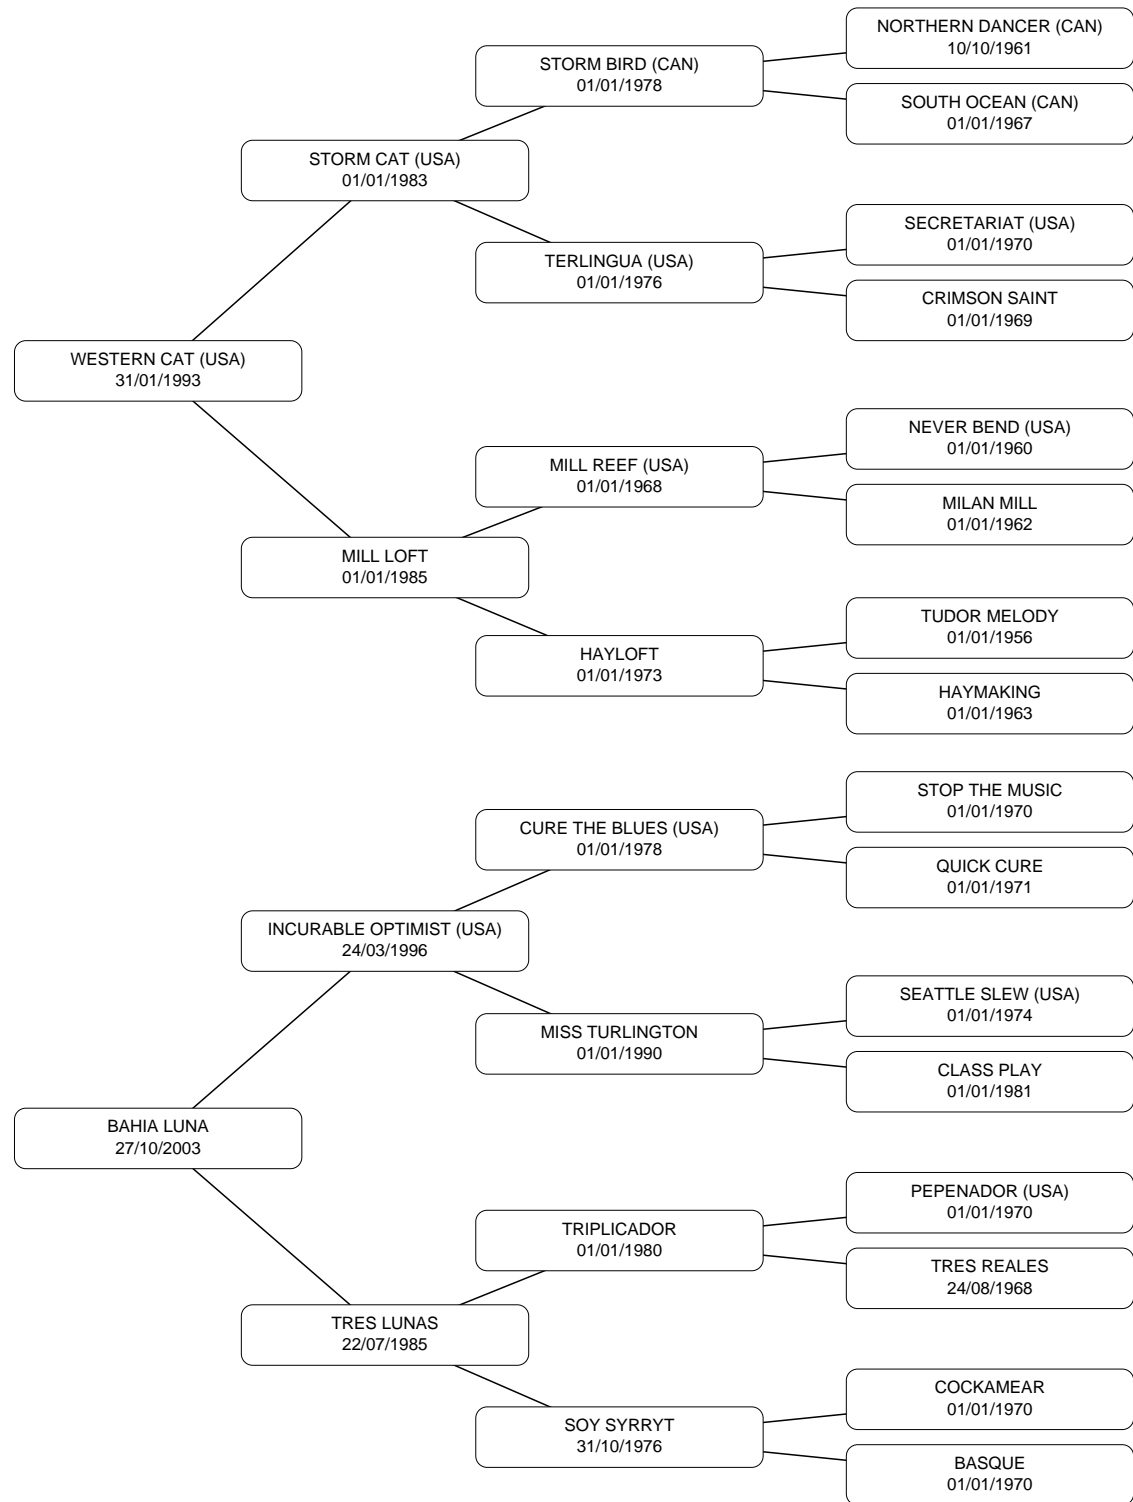 NORTHERN DANCER (CAN)
10/10/1961
STORM BIRD (CAN)
01/01/1978
SOUTH OCEAN (CAN)
01/01/1967
STORM CAT (USA)
01/01/1983
SECRETARIAT (USA)
01/01/1970
TERLINGUA (USA)
01/01/1976
CRIMSON SAINT
01/01/1969
WESTERN CAT (USA)
31/01/1993
NEVER BEND (USA)
01/01/1960
MILL REEF (USA)
01/01/1968
MILAN MILL
01/01/1962
MILL LOFT
01/01/1985
TUDOR MELODY
01/01/1956
HAYLOFT
01/01/1973
HAYMAKING
01/01/1963
STOP THE MUSIC
01/01/1970
CURE THE BLUES (USA)
01/01/1978
QUICK CURE
01/01/1971
INCURABLE OPTIMIST (USA)
24/03/1996
SEATTLE SLEW (USA)
01/01/1974
MISS TURLINGTON
01/01/1990
CLASS PLAY
01/01/1981
BAHIA LUNA
27/10/2003
PEPENADOR (USA)
01/01/1970
TRIPLICADOR
01/01/1980
TRES REALES
24/08/1968
TRES LUNAS
22/07/1985
COCKAMEAR
01/01/1970
SOY SYRRYT
31/10/1976
BASQUE
01/01/1970